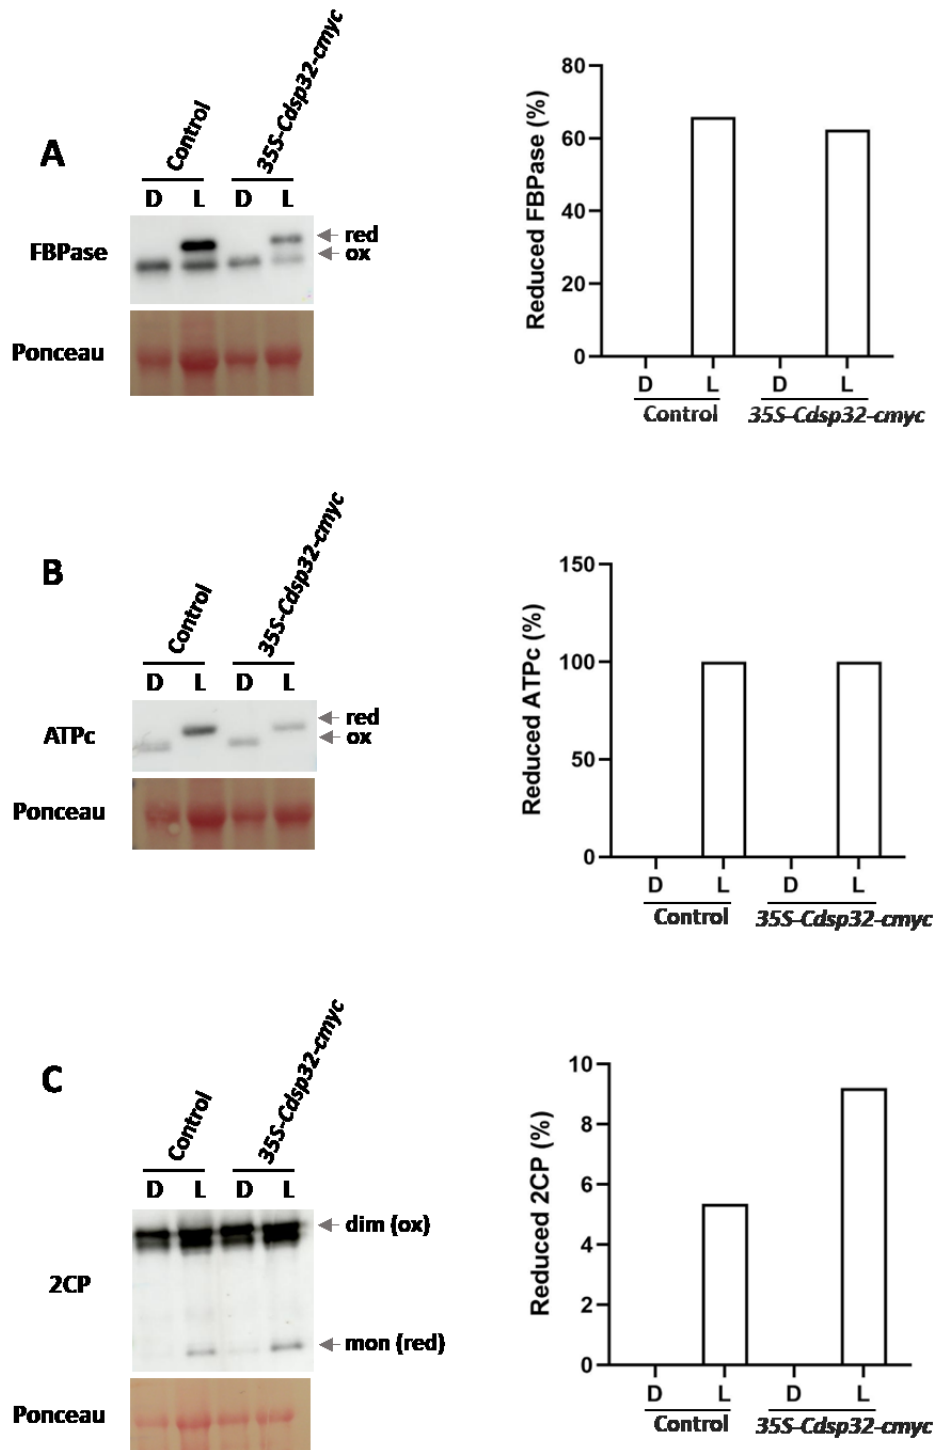 A
Control
35S-Cdsp32-cmyc
D L D L
FBPase
red
ox
Ponceau
Reduced FBPase (%)
80
60
40
20
0
D L D L
Control 35S-Cdsp32-cmyc
B
Control
35S-Cdsp32-cmyc
D L D L
ATPc
red
ox
Ponceau
Reduced ATPc (%)
150
100
50
0
D L D L
Control 35S-Cdsp32-cmyc
C
Control
35S-Cdsp32-cmyc
D L D L
dim (ox)
2CP
mon (red)
Ponceau
Reduced 2CP (%)
10
8
6
4
2
0
D L D L
Control 35S-Cdsp32-cmyc